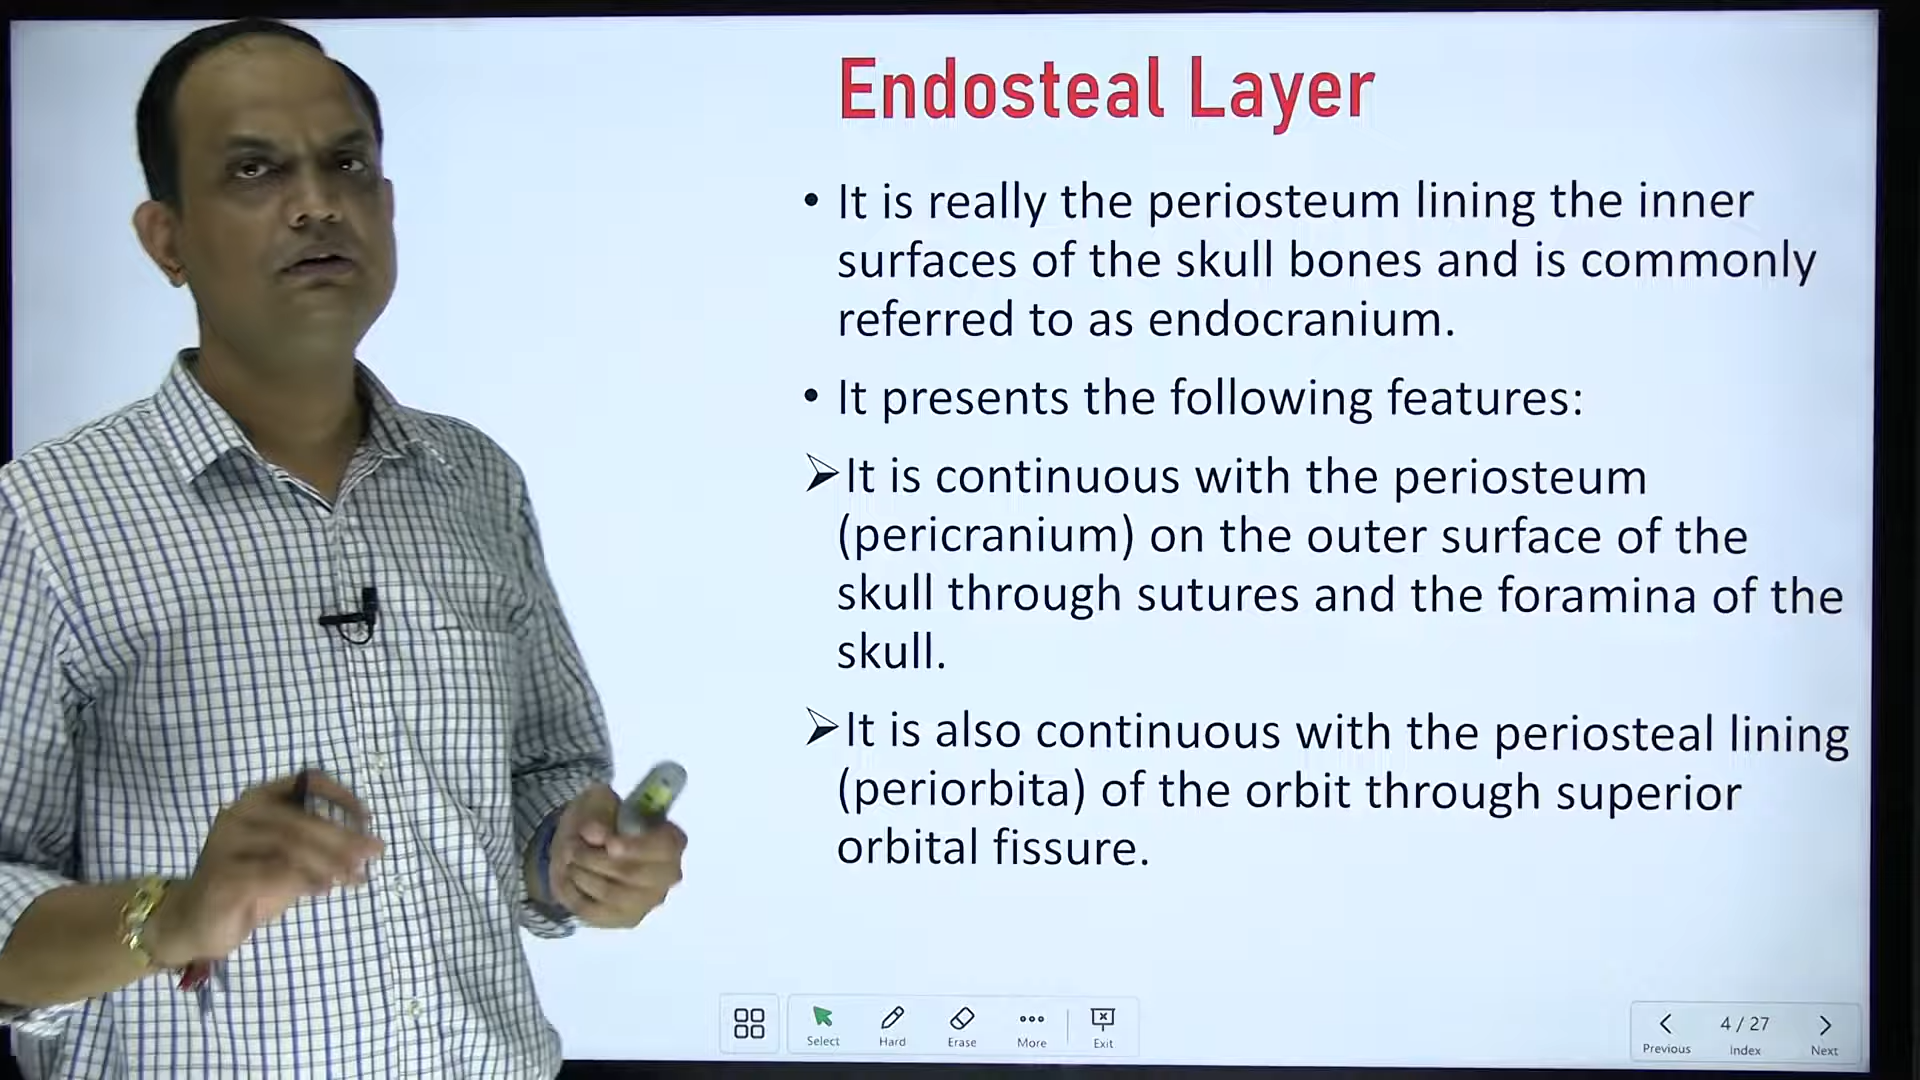 Endosteal Layer
• It is really the periosteum lining the inner
surfaces of the skull bones and is commonly
referred to as endocranium.
• It presents the following features:
➢It is continuous with the periosteum
(pericranium) on the outer surface of the
skull through sutures and the foramina of the
skull.
➢It is also continuous with the periosteal lining
(periorbita) of the orbit through superior
orbital fissure.
Select Hard Erase More Exit
4 / 27
Previous Index Next